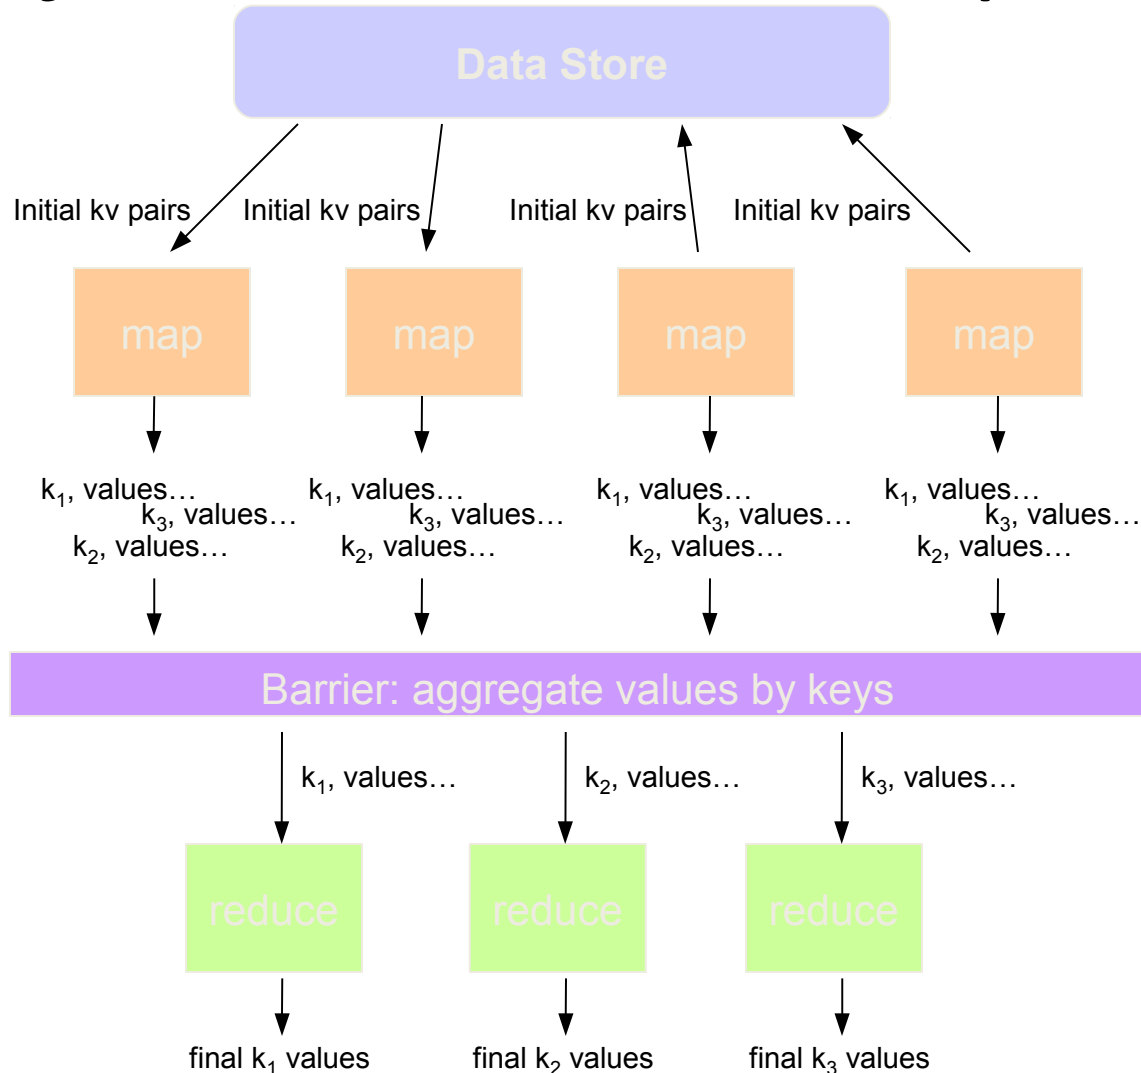 Data Store
Initial kv pairs Initial kv pairs Initial kv pairs Initial kv pairs
map map map map
k₁, values… k₁, values… k₁, values… k₁, values…
k₃, values… k₃, values… k₃, values… k₃, values…
k₂, values… k₂, values… k₂, values… k₂, values…
Barrier: aggregate values by keys
k₁, values… k₂, values… k₃, values…
reduce reduce reduce
final k₁ values final k₂ values final k₃ values